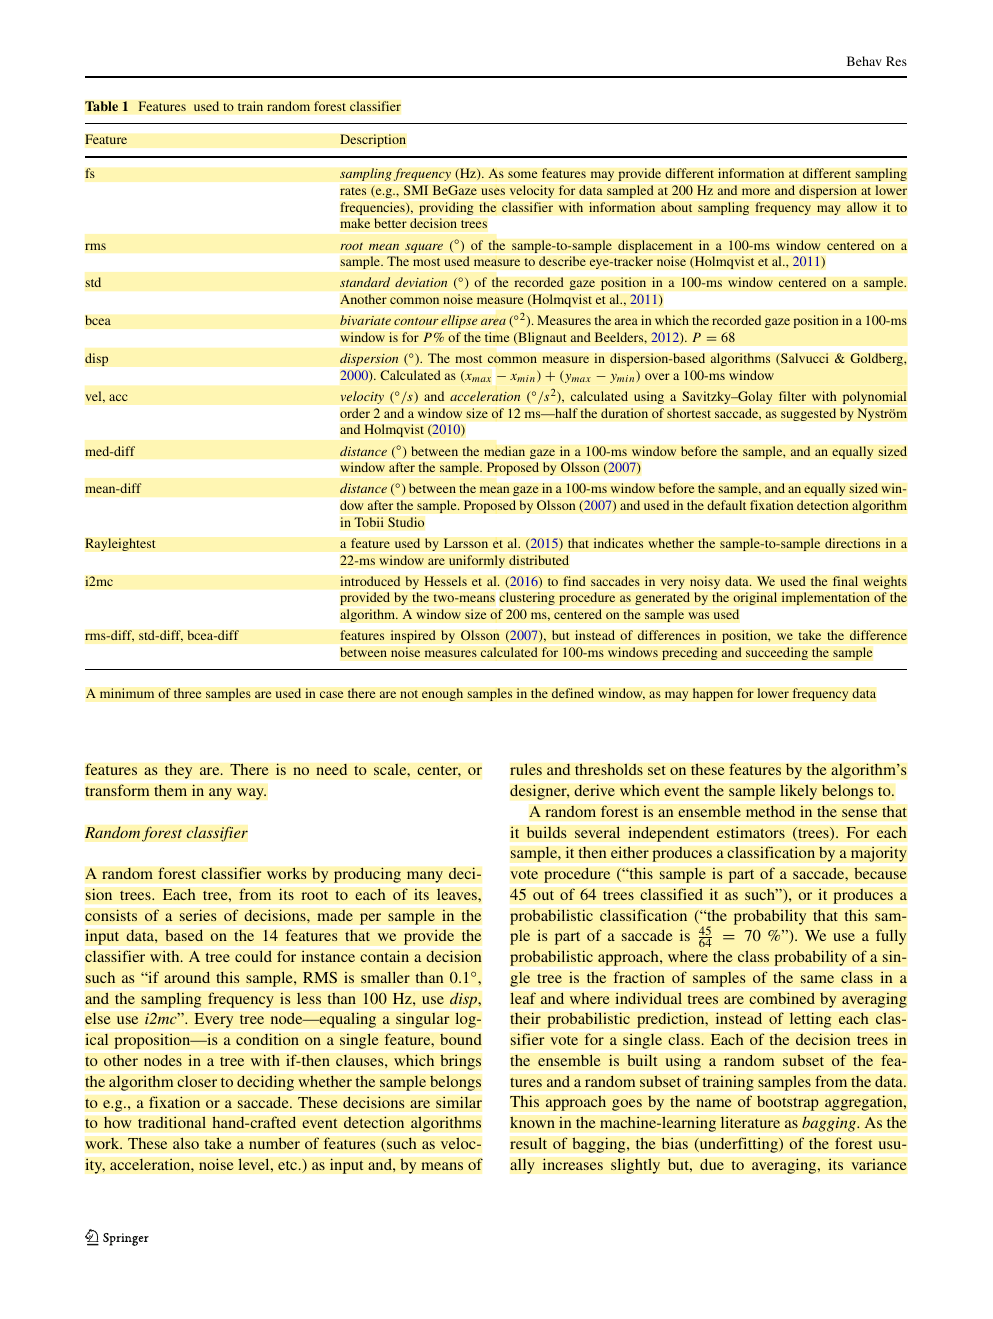 Behav Res
Table 1 Features used to train random forest classifier
Feature Description
fs sampling frequency (Hz). As some features may provide different information at different sampling
rates (e.g., SMI BeGaze uses velocity for data sampled at 200 Hz and more and dispersion at lower
frequencies), providing the classifier with information about sampling frequency may allow it to
make better decision trees
rms root mean square (°) of the sample-to-sample displacement in a 100-ms window centered on a
sample. The most used measure to describe eye-tracker noise (Holmqvist et al., 2011)
std standard deviation (°) of the recorded gaze position in a 100-ms window centered on a sample.
Another common noise measure (Holmqvist et al., 2011)
bcea bivariate contour ellipse area (°²). Measures the area in which the recorded gaze position in a 100-ms
window is for P% of the time (Blignaut and Beelders, 2012). P = 68
disp dispersion (°). The most common measure in dispersion-based algorithms (Salvucci & Goldberg,
2000). Calculated as (xmax − xmin) + (ymax − ymin) over a 100-ms window
vel, acc velocity (°/s) and acceleration (°/s²), calculated using a Savitzky–Golay filter with polynomial
order 2 and a window size of 12 ms—half the duration of shortest saccade, as suggested by Nyström
and Holmqvist (2010)
med-diff distance (°) between the median gaze in a 100-ms window before the sample, and an equally sized
window after the sample. Proposed by Olsson (2007)
mean-diff distance (°) between the mean gaze in a 100-ms window before the sample, and an equally sized win-
dow after the sample. Proposed by Olsson (2007) and used in the default fixation detection algorithm
in Tobii Studio
Rayleightest a feature used by Larsson et al. (2015) that indicates whether the sample-to-sample directions in a
22-ms window are uniformly distributed
i2mc introduced by Hessels et al. (2016) to find saccades in very noisy data. We used the final weights
provided by the two-means clustering procedure as generated by the original implementation of the
algorithm. A window size of 200 ms, centered on the sample was used
rms-diff, std-diff, bcea-diff features inspired by Olsson (2007), but instead of differences in position, we take the difference
between noise measures calculated for 100-ms windows preceding and succeeding the sample
A minimum of three samples are used in case there are not enough samples in the defined window, as may happen for lower frequency data
features as they are. There is no need to scale, center, or
transform them in any way.
Random forest classifier
A random forest classifier works by producing many deci-
sion trees. Each tree, from its root to each of its leaves,
consists of a series of decisions, made per sample in the
input data, based on the 14 features that we provide the
classifier with. A tree could for instance contain a decision
such as “if around this sample, RMS is smaller than 0.1°,
and the sampling frequency is less than 100 Hz, use disp,
else use i2mc”. Every tree node—equaling a singular log-
ical proposition—is a condition on a single feature, bound
to other nodes in a tree with if-then clauses, which brings
the algorithm closer to deciding whether the sample belongs
to e.g., a fixation or a saccade. These decisions are similar
to how traditional hand-crafted event detection algorithms
work. These also take a number of features (such as veloc-
ity, acceleration, noise level, etc.) as input and, by means of
rules and thresholds set on these features by the algorithm’s
designer, derive which event the sample likely belongs to.
A random forest is an ensemble method in the sense that
it builds several independent estimators (trees). For each
sample, it then either produces a classification by a majority
vote procedure (“this sample is part of a saccade, because
45 out of 64 trees classified it as such”), or it produces a
probabilistic classification (“the probability that this sam-
ple is part of a saccade is 45/64 = 70 %”). We use a fully
probabilistic approach, where the class probability of a sin-
gle tree is the fraction of samples of the same class in a
leaf and where individual trees are combined by averaging
their probabilistic prediction, instead of letting each clas-
sifier vote for a single class. Each of the decision trees in
the ensemble is built using a random subset of the fea-
tures and a random subset of training samples from the data.
This approach goes by the name of bootstrap aggregation,
known in the machine-learning literature as bagging. As the
result of bagging, the bias (underfitting) of the forest usu-
ally increases slightly but, due to averaging, its variance
Springer